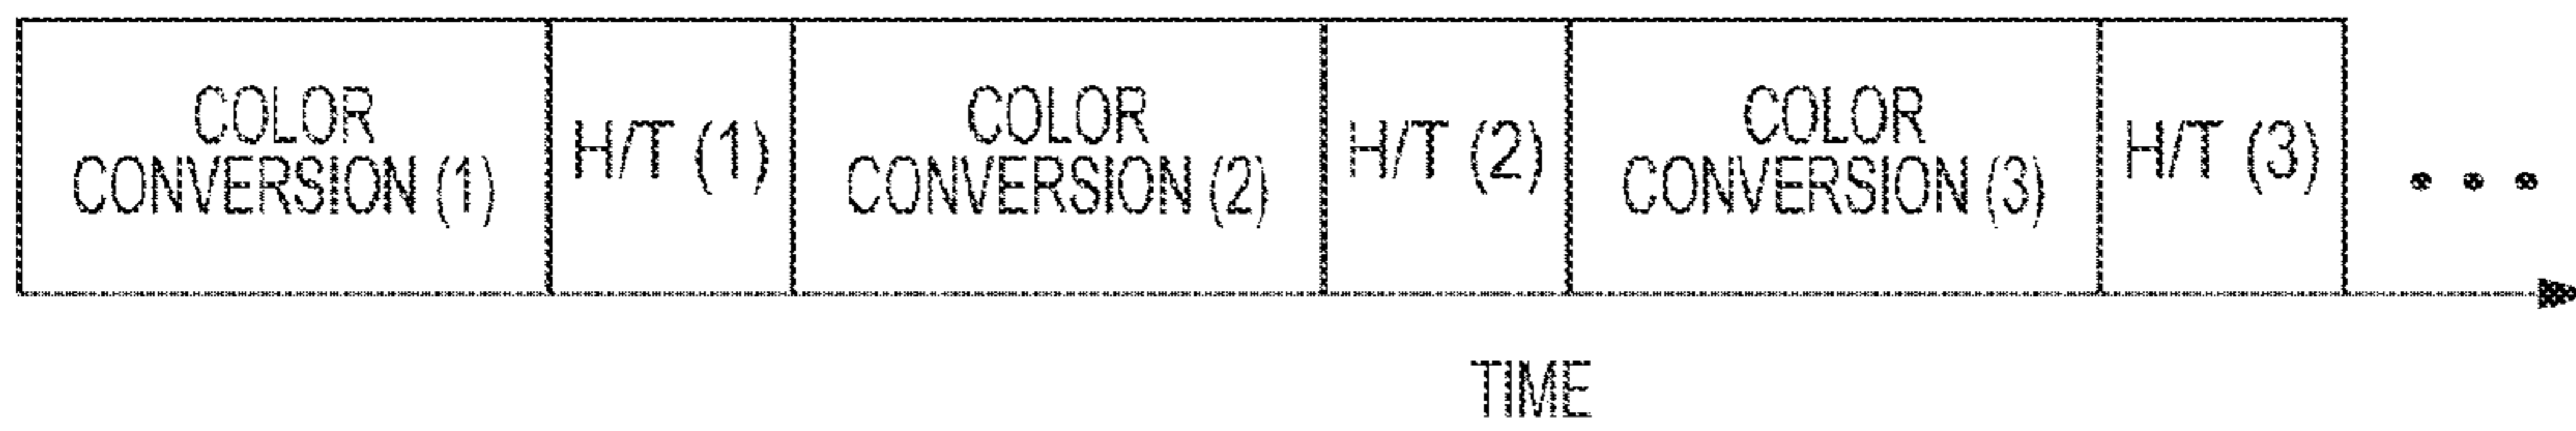 COLOR
CONVERSION (1)
H/T (1)
COLOR
CONVERSION (2)
H/T (2)
COLOR
CONVERSION (3)
H/T (3)
• • •
TIME